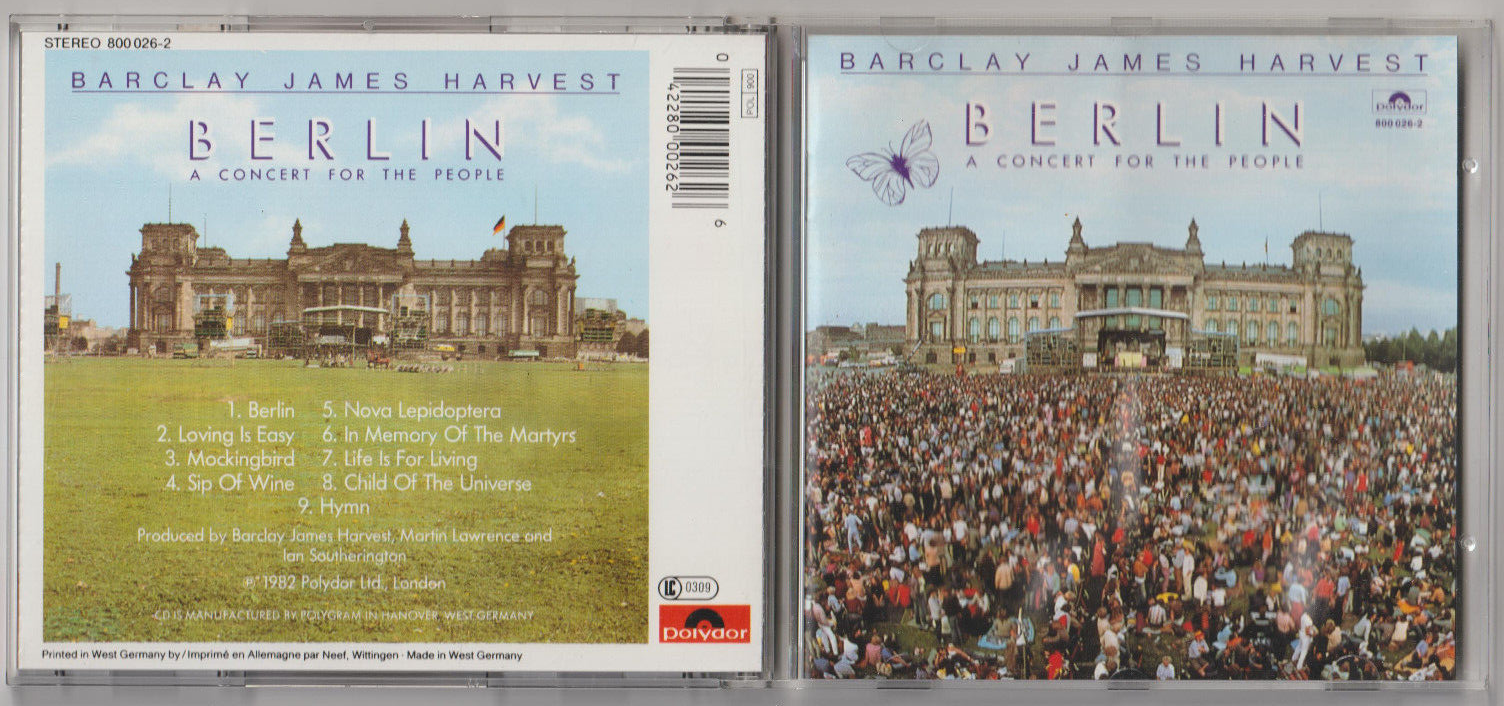 STEREO 800 026-2
BARCLAY JAMES HARVEST
BERLIN
A CONCERT FOR THE PEOPLE
1. Berlin
2. Loving Is Easy
3. Mockingbird
4. Sip Of Wine
5. Nova Lepidoptera
6. In Memory Of The Martyrs
7. Life Is For Living
8. Child Of The Universe
9. Hymn
Produced by Barclay James Harvest, Martin Lawrence and
Ian Southerington
℗ 1982 Polydor Ltd., London
CD IS MANUFACTURED BY POLYGRAM IN HANOVER, WEST GERMANY
Printed in West Germany by / Imprimé en Allemagne par Neef, Wittingen · Made in West Germany
0 42280 00262 6
POL 900
LC 0309
polydor
BARCLAY JAMES HARVEST
BERLIN
A CONCERT FOR THE PEOPLE
polydor
800 026-2